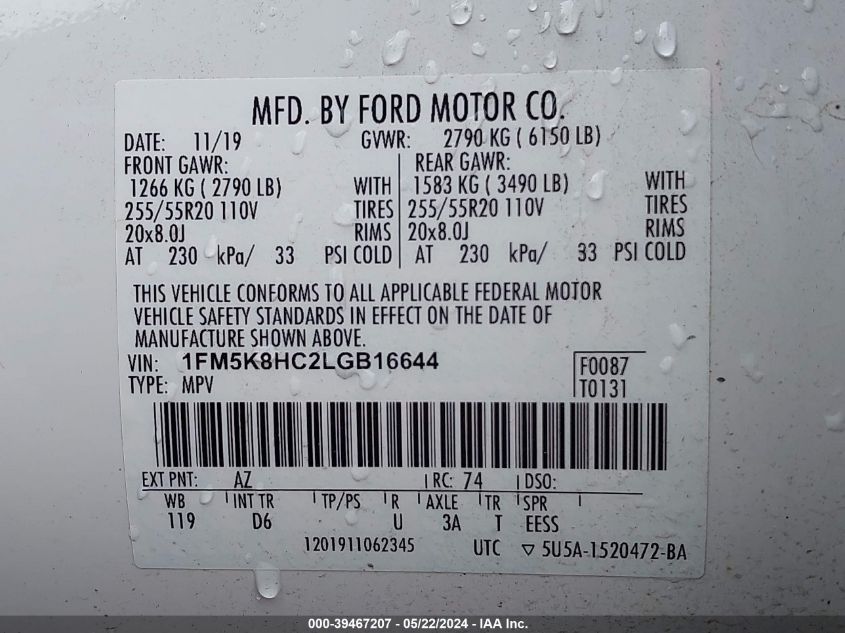 MFD. BY FORD MOTOR CO.
DATE: 11/19 GVWR: 2790 KG ( 6150 LB)
FRONT GAWR: REAR GAWR:
1266 KG ( 2790 LB) WITH 1583 KG ( 3490 LB) WITH
255/55R20 110V TIRES 255/55R20 110V TIRES
20x8.0J RIMS 20x8.0J RIMS
AT 230 kPa/ 33 PSI COLD AT 230 kPa/ 33 PSI COLD
THIS VEHICLE CONFORMS TO ALL APPLICABLE FEDERAL MOTOR
VEHICLE SAFETY STANDARDS IN EFFECT ON THE DATE OF
MANUFACTURE SHOWN ABOVE.
VIN: 1FM5K8HC2LGB16644 F0087
TYPE: MPV T0131
EXT PNT: AZ RC: 74 DSO:
WB INT TR TP/PS R AXLE TR SPR
119 D6 U 3A T EESS
1201911062345 UTC ▽ 5U5A-1520472-BA
000-39467207 - 05/22/2024 - IAA Inc.